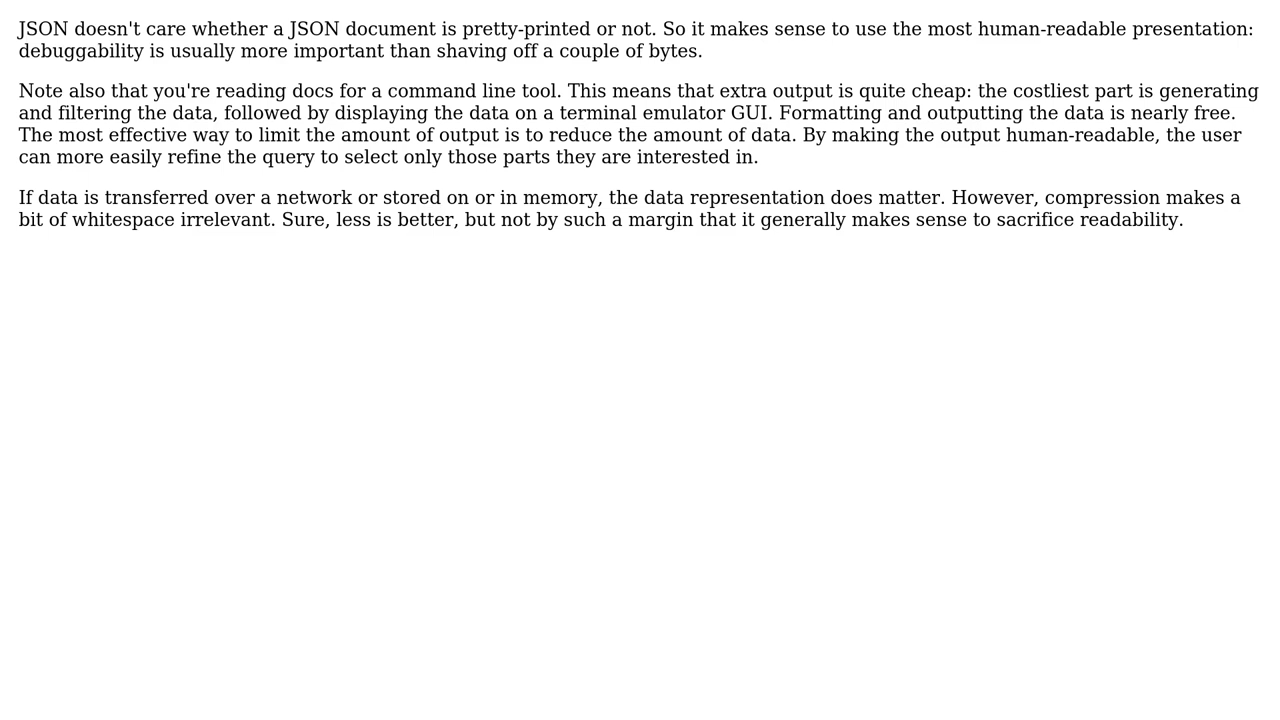 JSON doesn't care whether a JSON document is pretty-printed or not. So it makes sense to use the most human-readable presentation:
debuggability is usually more important than shaving off a couple of bytes.
Note also that you're reading docs for a command line tool. This means that extra output is quite cheap: the costliest part is generating
and filtering the data, followed by displaying the data on a terminal emulator GUI. Formatting and outputting the data is nearly free.
The most effective way to limit the amount of output is to reduce the amount of data. By making the output human-readable, the user
can more easily refine the query to select only those parts they are interested in.
If data is transferred over a network or stored on or in memory, the data representation does matter. However, compression makes a
bit of whitespace irrelevant. Sure, less is better, but not by such a margin that it generally makes sense to sacrifice readability.